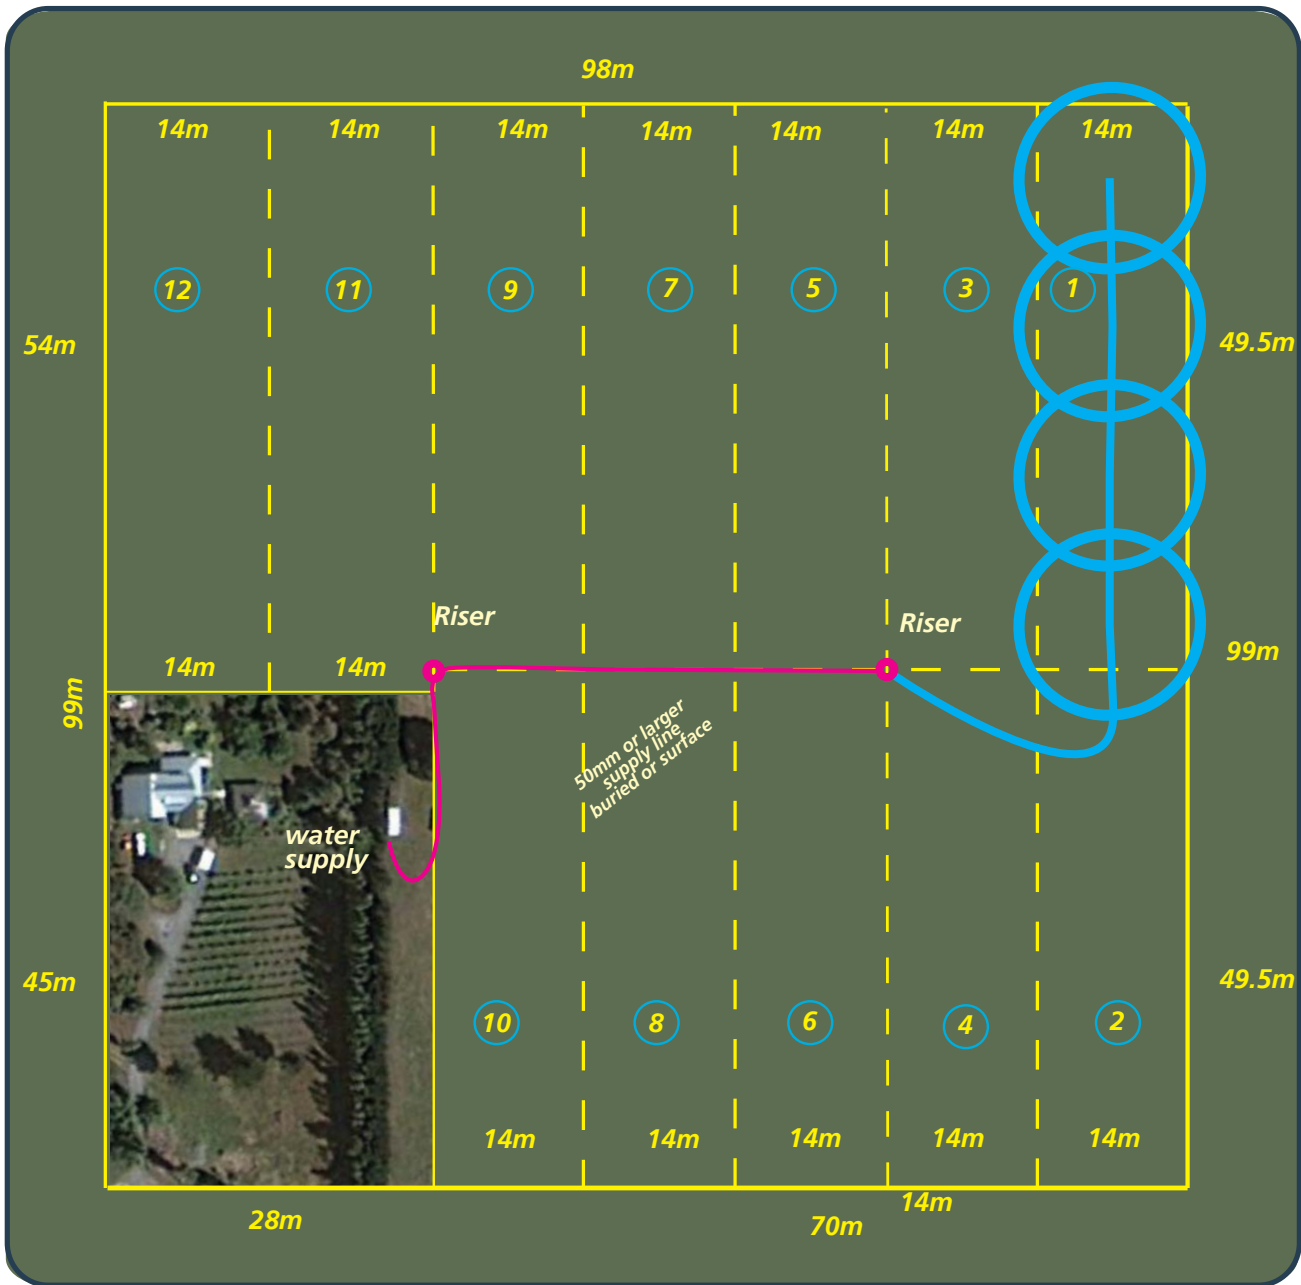 98m
14m
14m
14m
14m
14m
14m
14m
12
11
9
7
5
3
1
54m
49.5m
Riser
Riser
99m
14m
14m
99m
50mm or larger
supply line
buried or surface
water
supply
45m
49.5m
10
8
6
4
2
14m
14m
14m
14m
14m
14m
28m
70m